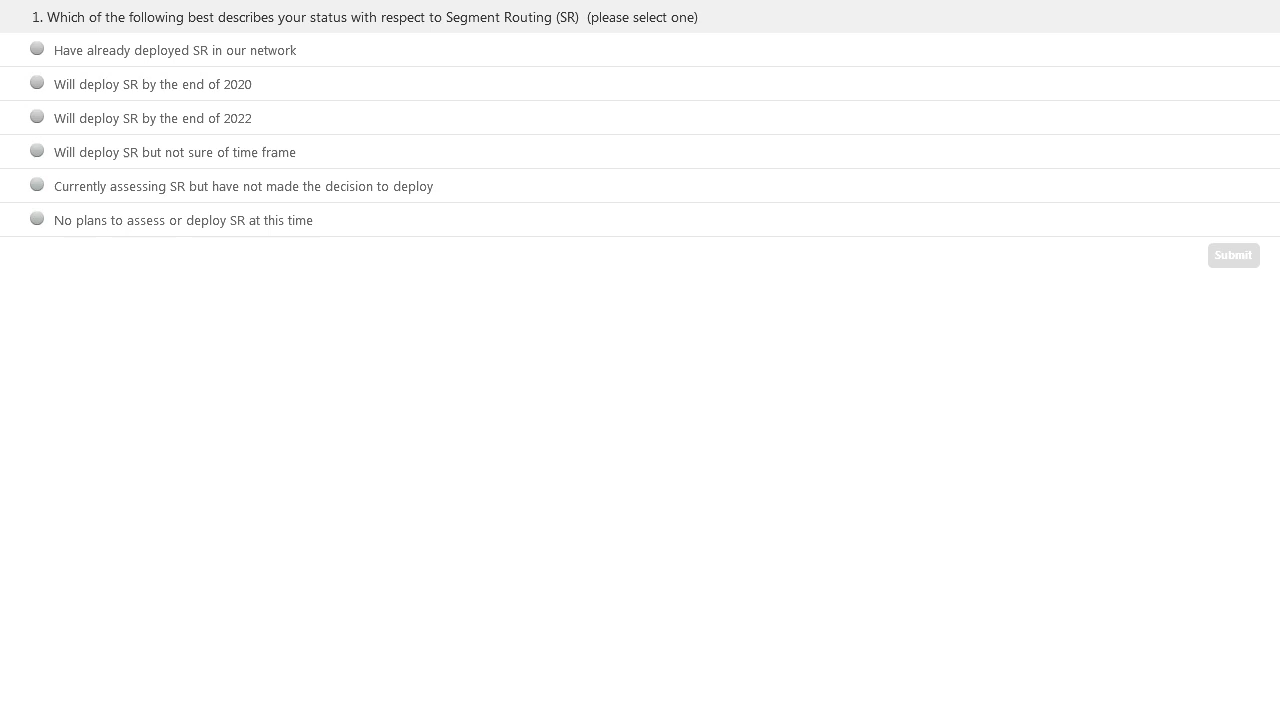 1. Which of the following best describes your status with respect to Segment Routing (SR)  (please select one)
Have already deployed SR in our network
Will deploy SR by the end of 2020
Will deploy SR by the end of 2022
Will deploy SR but not sure of time frame
Currently assessing SR but have not made the decision to deploy
No plans to assess or deploy SR at this time
Submit